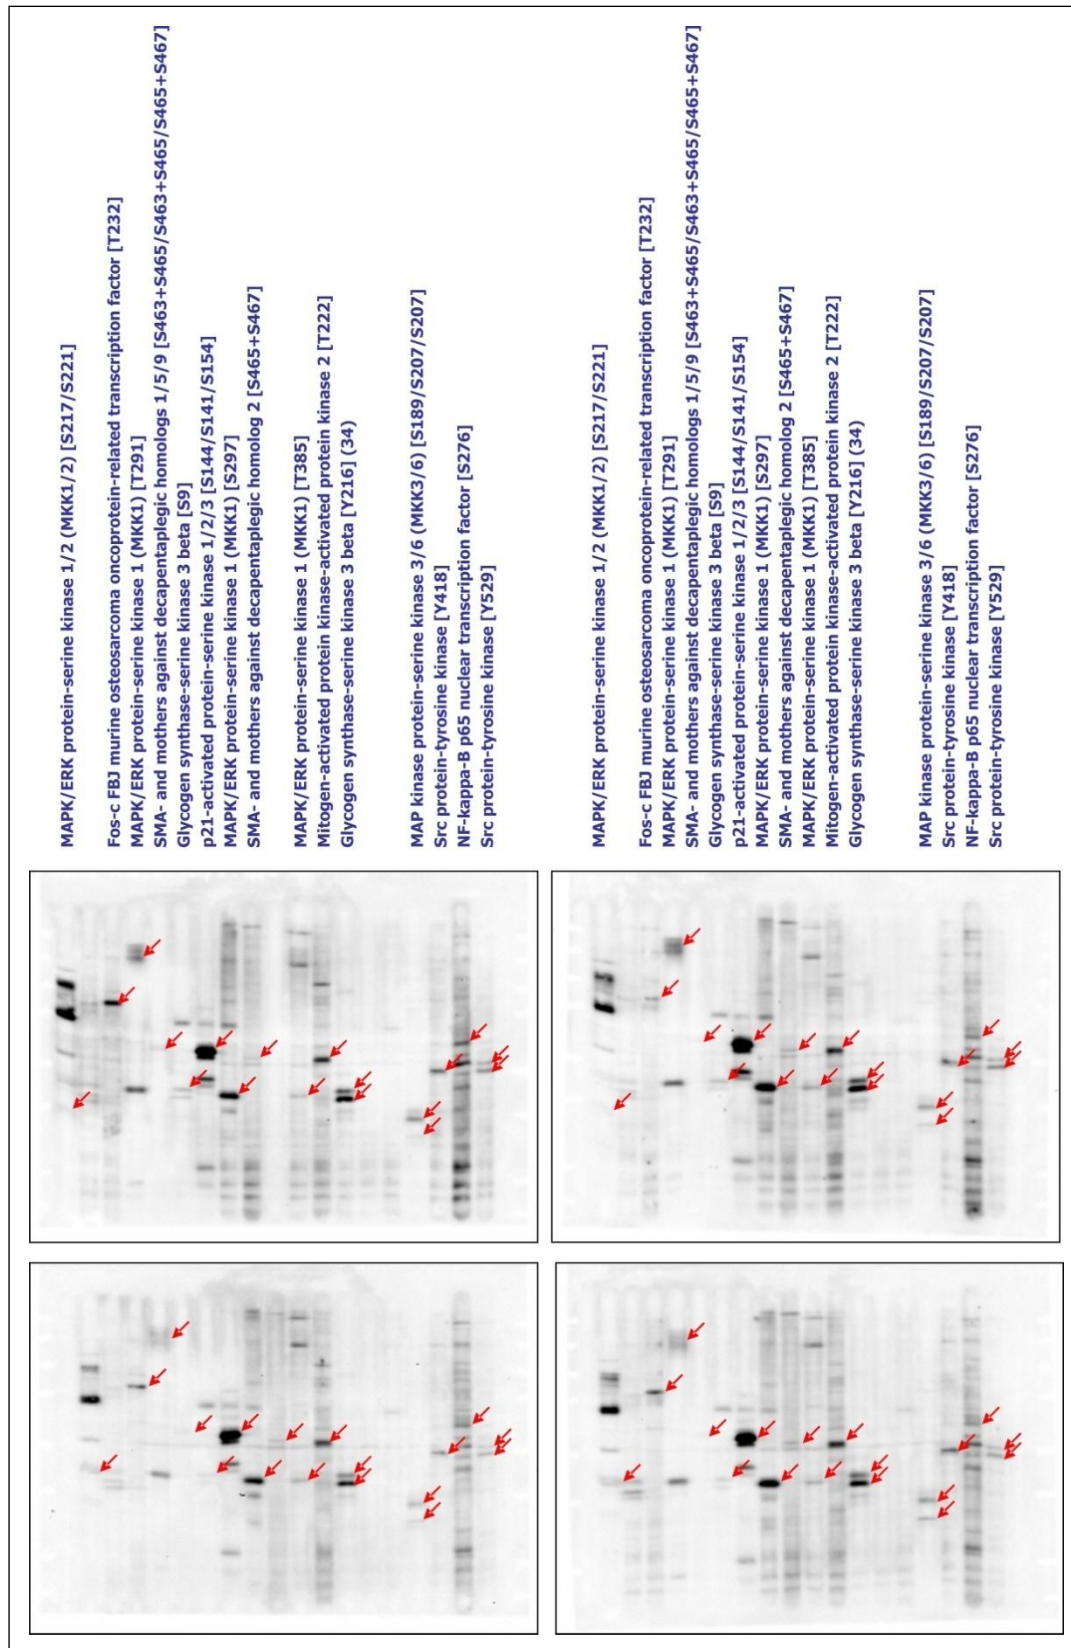 MAPK/ERK protein-serine kinase 1/2 (MKK1/2) [S217/S221]
Fos-c FBJ murine osteosarcoma oncoprotein-related transcription factor [T232]
MAPK/ERK protein-serine kinase 1 (MKK1) [T291]
SMA- and mothers against decapentaplegic homologs 1/5/9 [S463+S465/S463+S465/S465+S467]
Glycogen synthase-serine kinase 3 beta [S9]
p21-activated protein-serine kinase 1/2/3 [S144/S141/S154]
MAPK/ERK protein-serine kinase 1 (MKK1) [S297]
SMA- and mothers against decapentaplegic homolog 2 [S465+S467]
MAPK/ERK protein-serine kinase 1 (MKK1) [T385]
Mitogen-activated protein kinase-activated protein kinase 2 [T222]
Glycogen synthase-serine kinase 3 beta [Y216] (34)
MAP kinase protein-serine kinase 3/6 (MKK3/6) [S189/S207/S207]
Src protein-tyrosine kinase [Y418]
NF-kappa-B p65 nuclear transcription factor [S276]
Src protein-tyrosine kinase [Y529]
MAPK/ERK protein-serine kinase 1/2 (MKK1/2) [S217/S221]
Fos-c FBJ murine osteosarcoma oncoprotein-related transcription factor [T232]
MAPK/ERK protein-serine kinase 1 (MKK1) [T291]
SMA- and mothers against decapentaplegic homologs 1/5/9 [S463+S465/S463+S465/S465+S467]
Glycogen synthase-serine kinase 3 beta [S9]
p21-activated protein-serine kinase 1/2/3 [S144/S141/S154]
MAPK/ERK protein-serine kinase 1 (MKK1) [S297]
SMA- and mothers against decapentaplegic homolog 2 [S465+S467]
MAPK/ERK protein-serine kinase 1 (MKK1) [T385]
Mitogen-activated protein kinase-activated protein kinase 2 [T222]
Glycogen synthase-serine kinase 3 beta [Y216] (34)
MAP kinase protein-serine kinase 3/6 (MKK3/6) [S189/S207/S207]
Src protein-tyrosine kinase [Y418]
NF-kappa-B p65 nuclear transcription factor [S276]
Src protein-tyrosine kinase [Y529]